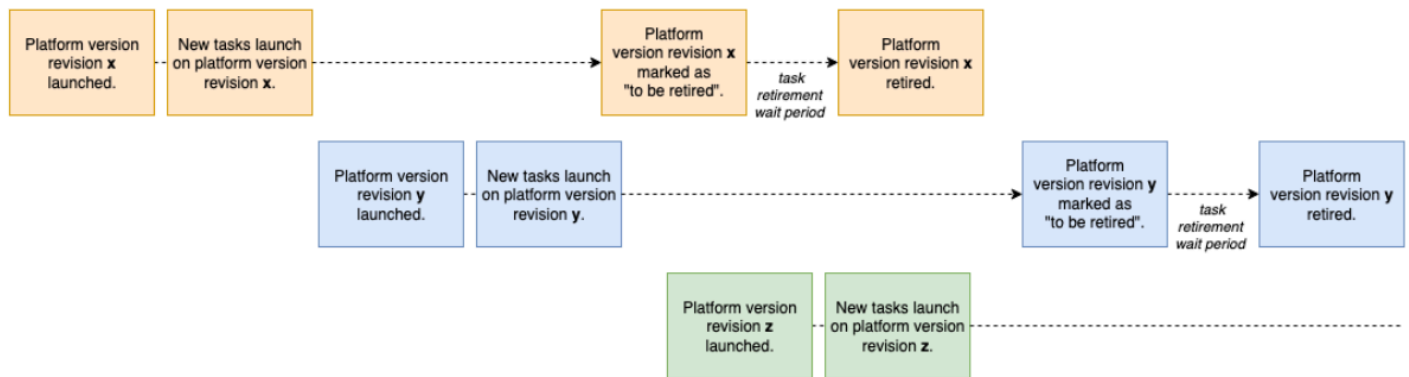 Platform version
revision x
launched.
New tasks launch
on platform version
revision x.
Platform
version revision x
marked as
"to be retired".
task
retirement
wait period
Platform
version revision x
retired.
Platform version
revision y
launched.
New tasks launch
on platform version
revision y.
Platform
version revision y
marked as
"to be retired".
task
retirement
wait period
Platform
version revision y
retired.
Platform version
revision z
launched.
New tasks launch
on platform version
revision z.